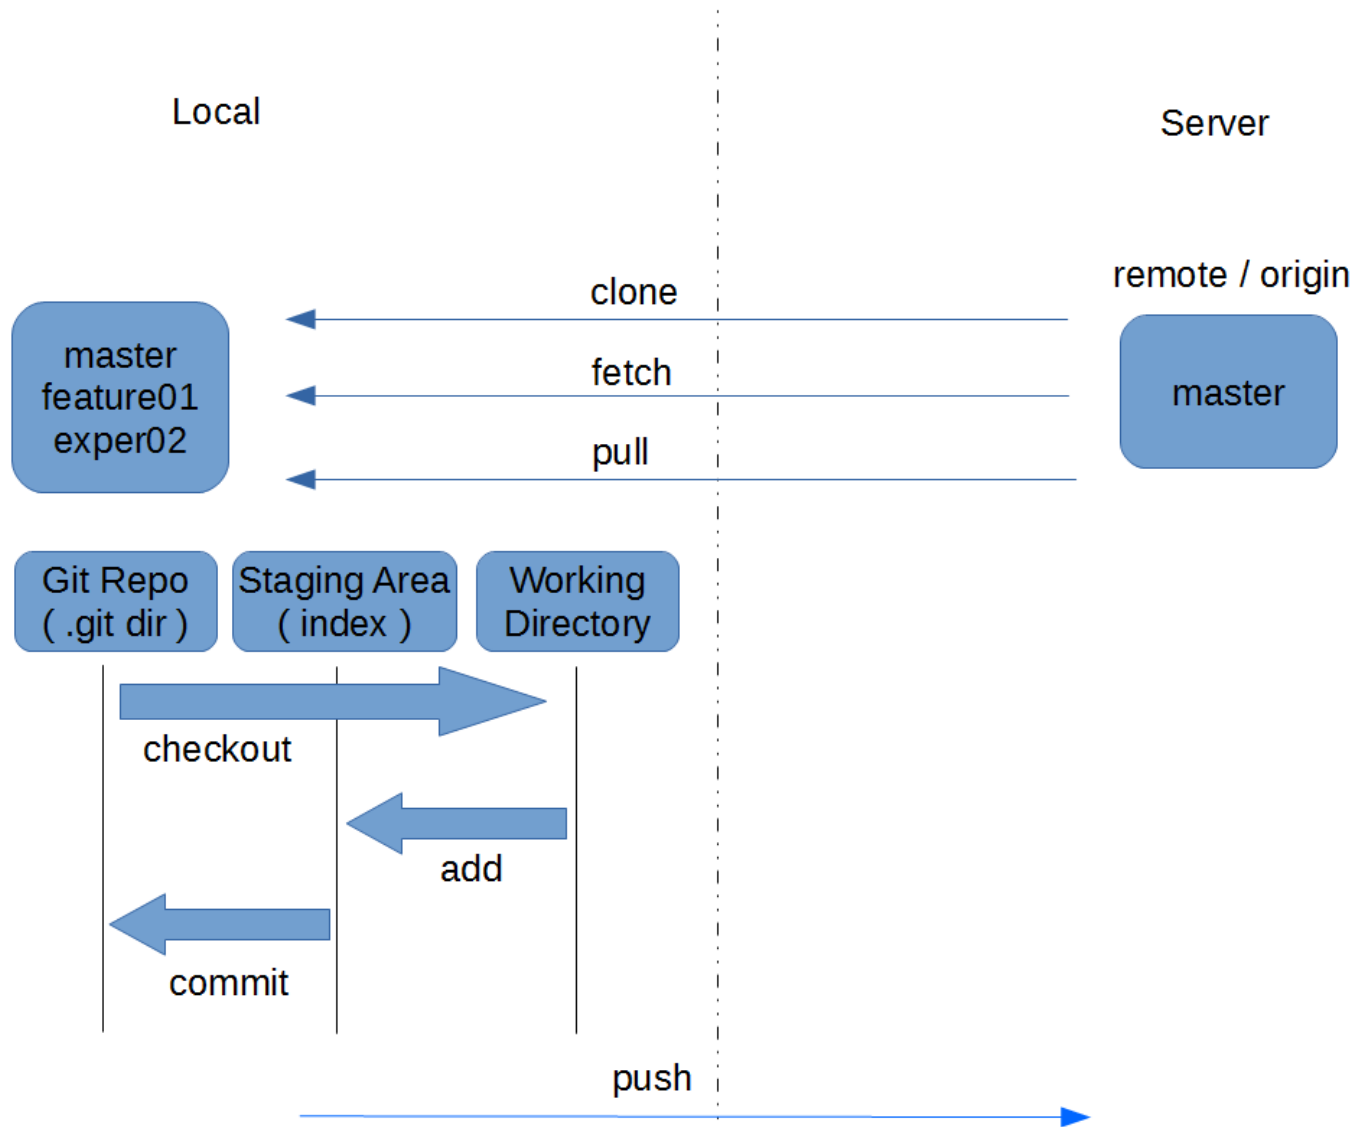 Local
Server
remote / origin
clone
master
feature01
exper02
fetch
master
pull
Git Repo
( .git dir )
Staging Area
( index )
Working
Directory
checkout
add
commit
push